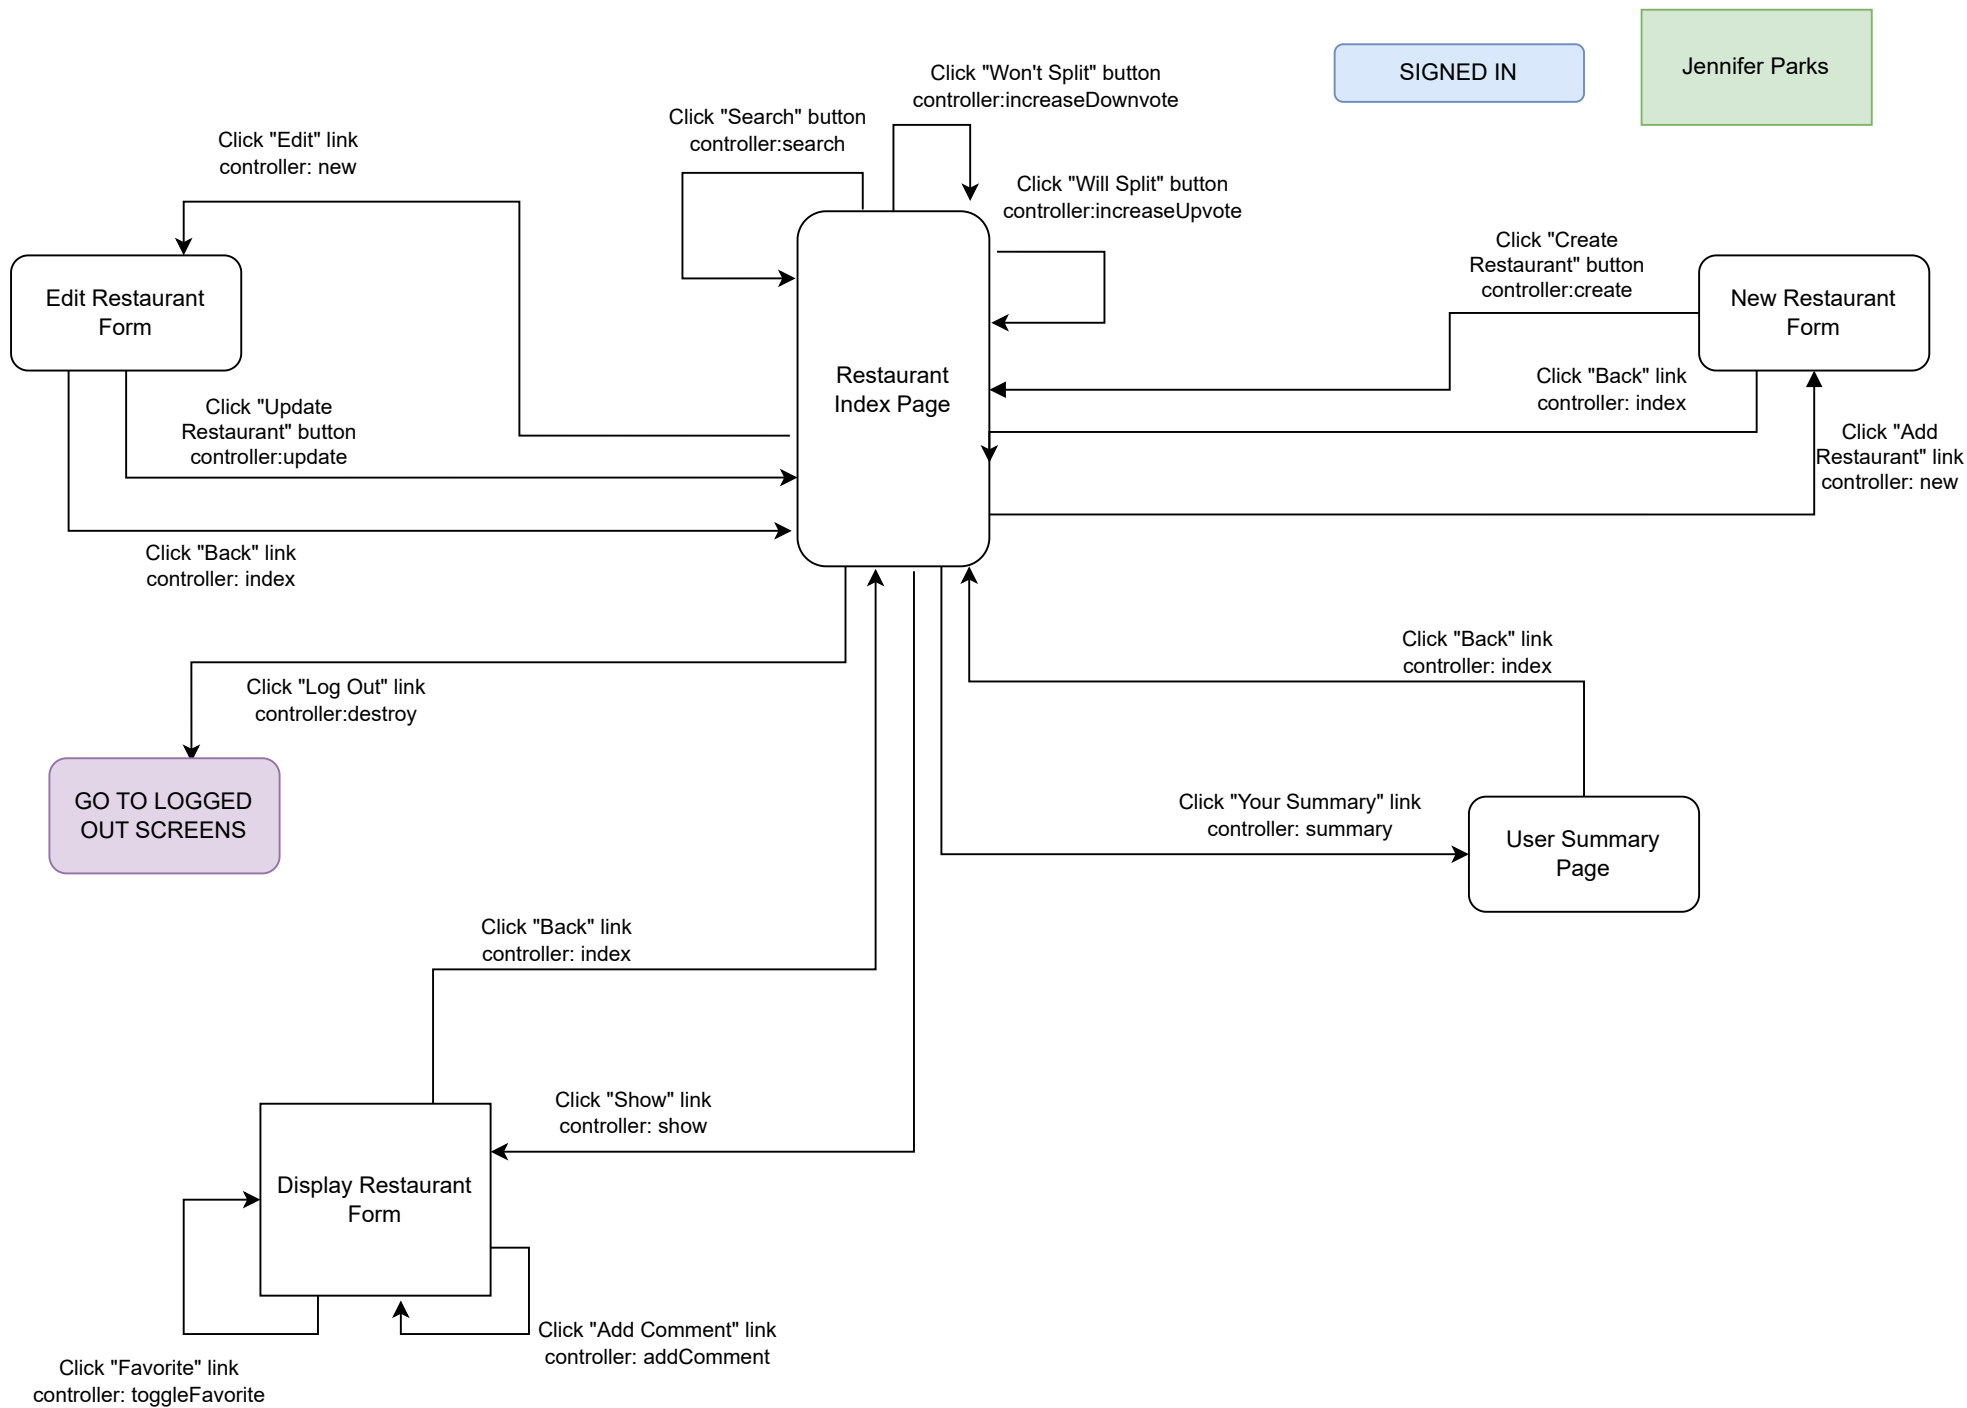 SIGNED IN
Jennifer Parks
Click "Won't Split" button
controller:increaseDownvote
Click "Search" button
controller:search
Click "Edit" link
controller: new
Click "Will Split" button
controller:increaseUpvote
Click "Create
Restaurant" button
controller:create
Edit Restaurant
Form
New Restaurant
Form
Restaurant
Index Page
Click "Back" link
controller: index
Click "Update
Restaurant" button
controller:update
Click "Add
Restaurant" link
controller: new
Click "Back" link
controller: index
Click "Back" link
controller: index
Click "Log Out" link
controller:destroy
GO TO LOGGED
OUT SCREENS
Click "Your Summary" link
controller: summary
User Summary
Page
Click "Back" link
controller: index
Click "Show" link
controller: show
Display Restaurant
Form
Click "Add Comment" link
controller: addComment
Click "Favorite" link
controller: toggleFavorite